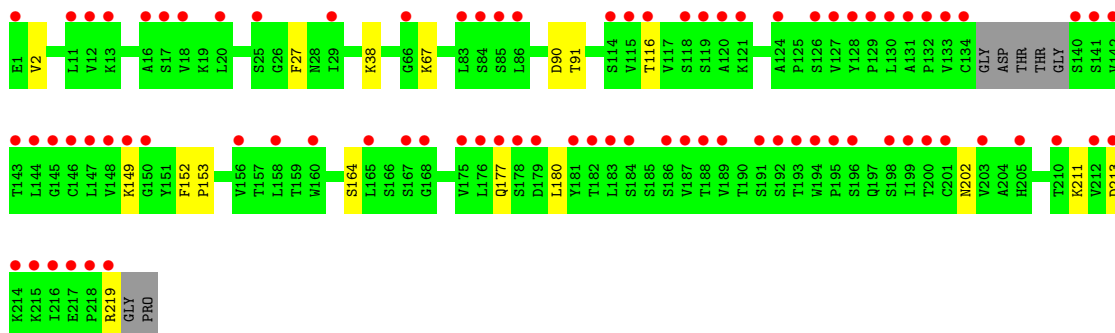 E1 V2 L11 V12 K13 A16 S17 V18 K19 L20 S25 G26 F27 N28 I29 K38 G66 K67 L83 S84 S85 L86 D90 T91 S114 V115 T116 V117 S118 S119 A120 K121 A124 P125 S126 V127 Y128 P129 L130 A131 P132 V133 C134 GLY ASP THR THR GLY S140 S141 V142
T143 L144 G145 C146 L147 V148 K149 G150 Y151 F152 P153 V156 T157 L158 T159 W160 S164 L165 S166 S167 G168 V175 L176 Q177 S178 D179 L180 Y181 T182 L183 S184 S185 S186 V187 T188 V189 T190 S191 S192 T193 W194 P195 S196 Q197 S198 I199 T200 C201 N202 V203 A204 H205 T210 K211 V212 D213
K214 K215 I216 E217 P218 R219 GLY PRO